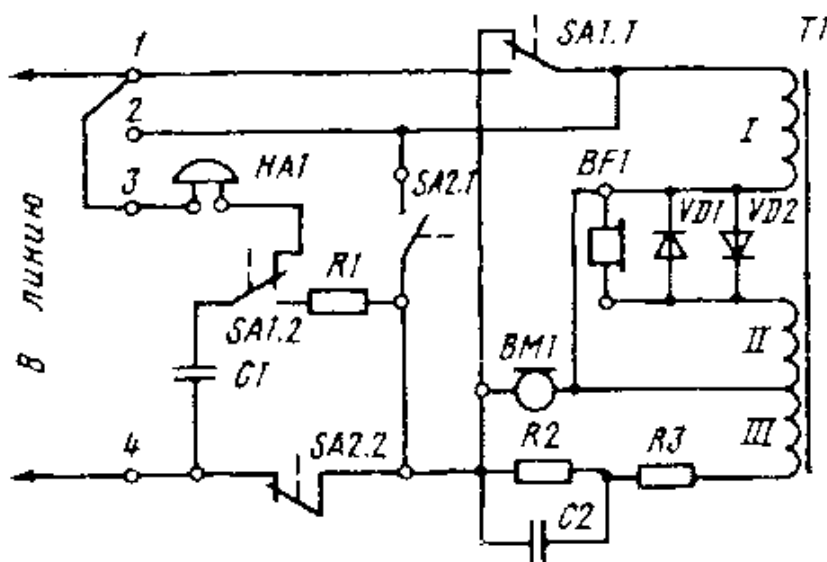 1
SA1.1
T1
2
I
3
HA1
SA2.1
BF1
VD1
VD2
R1
В линию
SA1.2
C1
BM1
II
4
SA2.2
R2
R3
III
C2